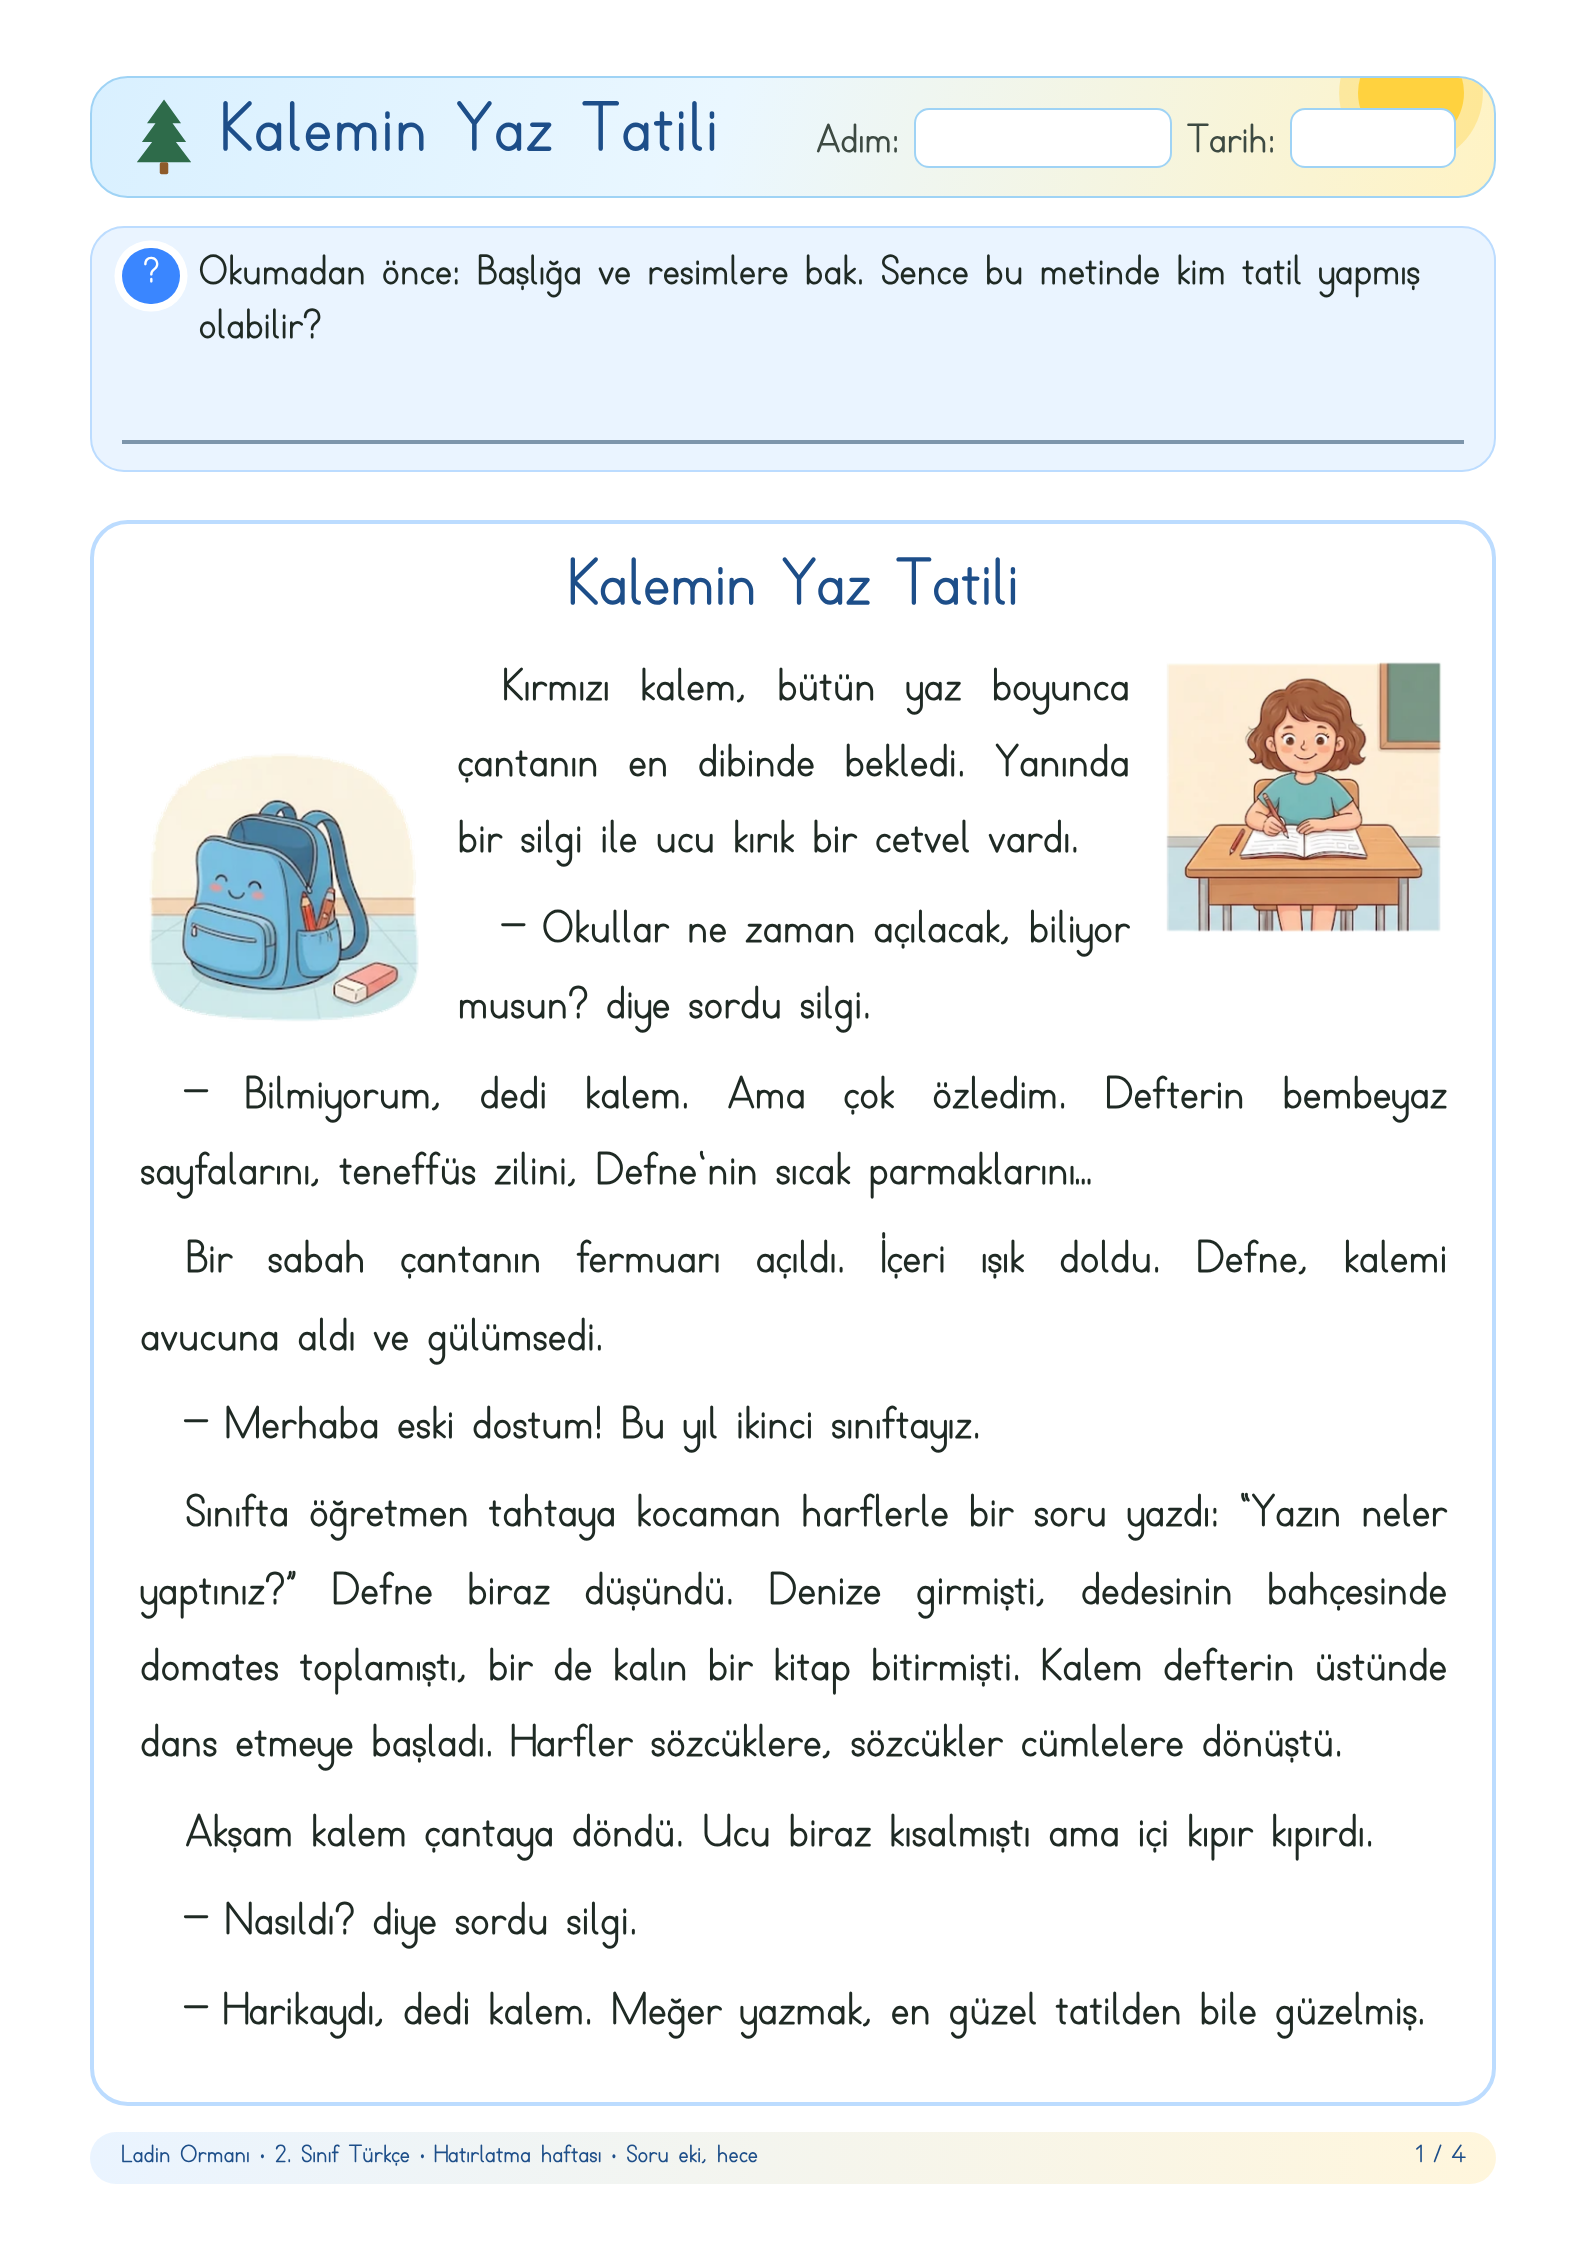 Kalemin Yaz Tatili
Adım:
Tarih:
?
Okumadan önce: Başlığa ve resimlere bak. Sence bu metinde kim tatil yapmış
olabilir?
Kalemin Yaz Tatili
Kırmızı kalem, bütün yaz boyunca
çantanın en dibinde bekledi. Yanında
bir silgi ile ucu kırık bir cetvel vardı.
– Okullar ne zaman açılacak, biliyor
musun? diye sordu silgi.
– Bilmiyorum, dedi kalem. Ama çok özledim. Defterin bembeyaz
sayfalarını, teneffüs zilini, Defne‛nin sıcak parmaklarını...
Bir sabah çantanın fermuarı açıldı. İçeri ışık doldu. Defne, kalemi
avucuna aldı ve gülümsedi.
– Merhaba eski dostum! Bu yıl ikinci sınıftayız.
Sınıfta öğretmen tahtaya kocaman harflerle bir soru yazdı: “Yazın neler
yaptınız?” Defne biraz düşündü. Denize girmişti, dedesinin bahçesinde
domates toplamıştı, bir de kalın bir kitap bitirmişti. Kalem defterin üstünde
dans etmeye başladı. Harfler sözcüklere, sözcükler cümlelere dönüştü.
Akşam kalem çantaya döndü. Ucu biraz kısalmıştı ama içi kıpır kıpırdı.
– Nasıldı? diye sordu silgi.
– Harikaydı, dedi kalem. Meğer yazmak, en güzel tatilden bile güzelmiş.
Ladin Ormanı • 2. Sınıf Türkçe • Hatırlatma haftası • Soru eki, hece
1 / 4